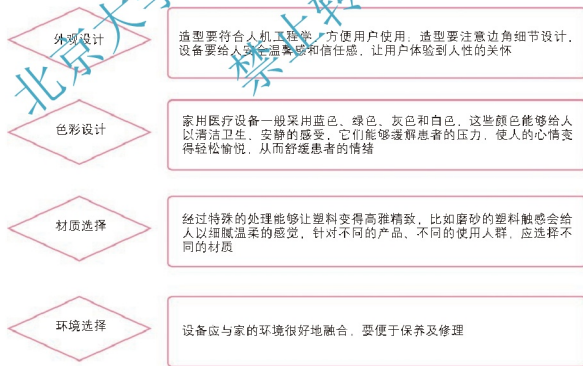 外观设计
造型要符合人机工程学，方便用户使用；造型要注意边角细节设计，
设备要给人安全温馨感和信任感，让用户体验到人性的关怀
色彩设计
家用医疗设备一般采用蓝色、绿色、灰色和白色，这些颜色能够给人
以清洁卫生、安静的感受，它们能够缓解患者的压力，使人的心情变
得轻松愉悦，从而舒缓患者的情绪
材质选择
经过特殊的处理能够让塑料变得高雅精致，比如磨砂的塑料触感会给
人以细腻温柔的感觉，针对不同的产品、不同的使用人群，应选择不
同的材质
环境选择
设备应与家的环境很好地融合，要便于保养及修理
北京大学
禁止转